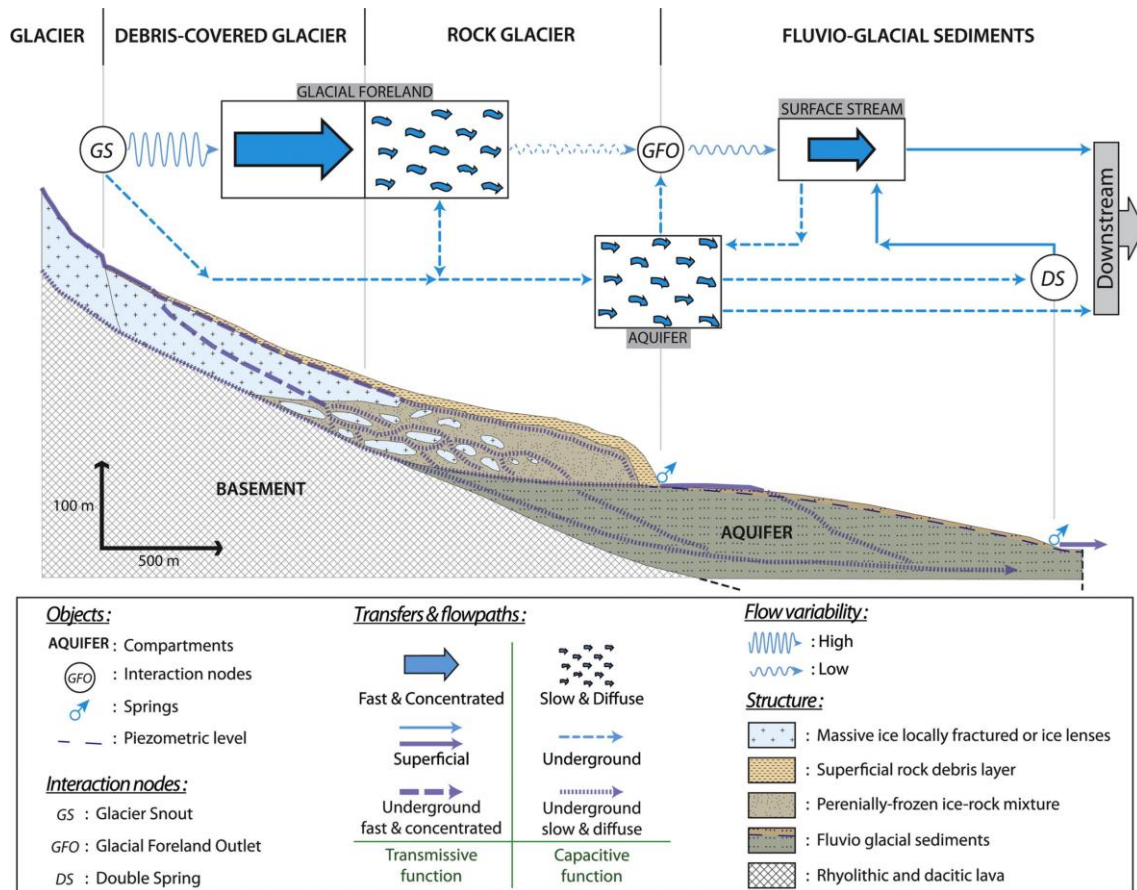 GLACIER
DEBRIS-COVERED GLACIER
ROCK GLACIER
FLUVIO-GLACIAL SEDIMENTS
GLACIAL FORELAND
SURFACE STREAM
GS
GFO
DS
Downstream
AQUIFER
BASEMENT
AQUIFER
100 m
500 m
Objects :
AQUIFER : Compartments
GFO : Interaction nodes
: Springs
: Piezometric level
Interaction nodes :
GS : Glacier Snout
GFO : Glacial Foreland Outlet
DS : Double Spring
Transfers & flowpaths :
Fast & Concentrated
Slow & Diffuse
Superficial
Underground
Underground
fast & concentrated
Underground
slow & diffuse
Transmissive
function
Capacitive
function
Flow variability :
: High
: Low
Structure :
: Massive ice locally fractured or ice lenses
: Superficial rock debris layer
: Perenially-frozen ice-rock mixture
: Fluvio glacial sediments
: Rhyolithic and dacitic lava